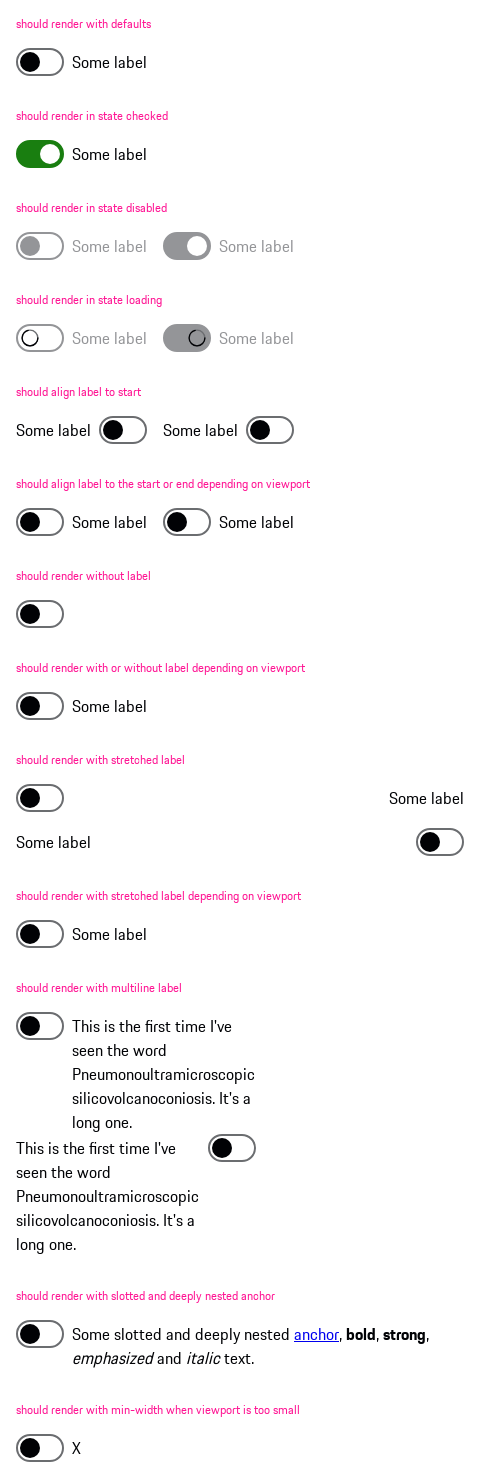 should render with defaults
Some label
should render in state checked
Some label
should render in state disabled
Some label Some label
should render in state loading
Some label Some label
should align label to start
Some label Some label
should align label to the start or end depending on viewport
Some label Some label
should render without label
should render with or without label depending on viewport
Some label
should render with stretched label
Some label
Some label
should render with stretched label depending on viewport
Some label
should render with multiline label
This is the first time I've
seen the word
Pneumonoultramicroscopic
silicovolcanoconiosis. It's a
long one.
This is the first time I've
seen the word
Pneumonoultramicroscopic
silicovolcanoconiosis. It's a
long one.
should render with slotted and deeply nested anchor
Some slotted and deeply nested anchor, bold, strong,
emphasized and italic text.
should render with min-width when viewport is too small
X